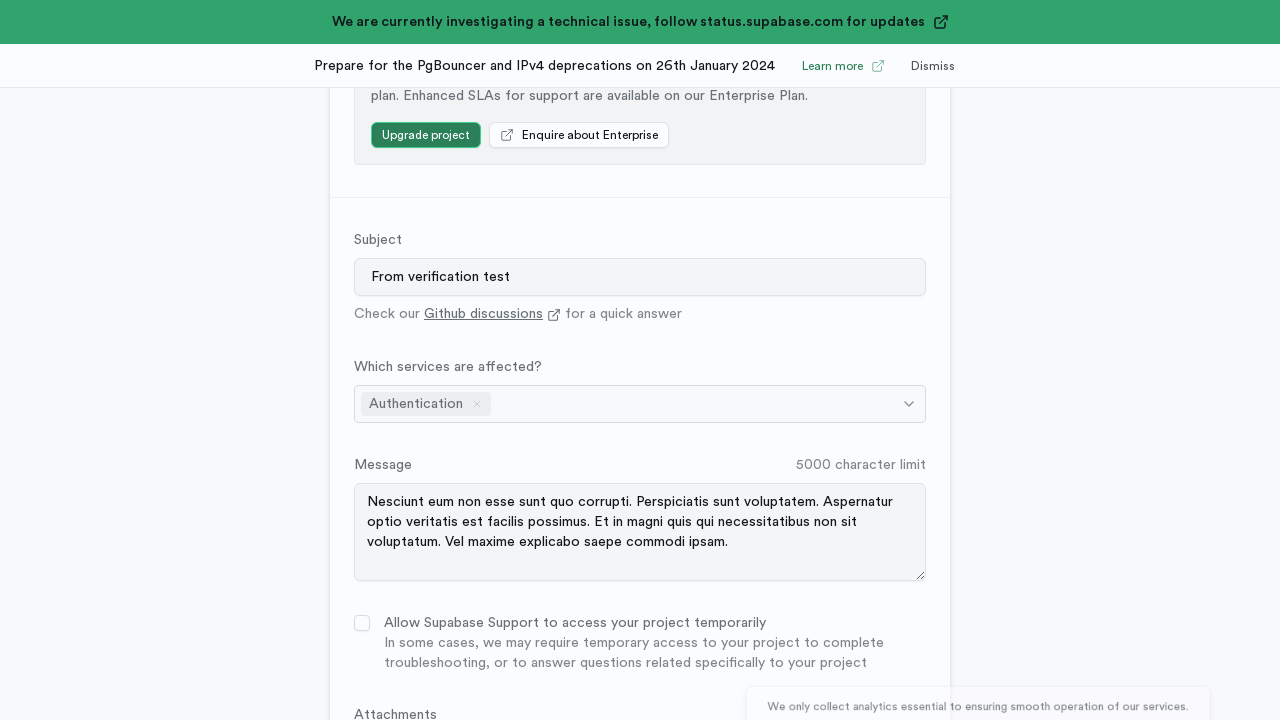 We are currently investigating a technical issue, follow status.supabase.com for updates
Prepare for the PgBouncer and IPv4 deprecations on 26th January 2024 Learn more Dismiss
plan. Enhanced SLAs for support are available on our Enterprise Plan.
Upgrade project Enquire about Enterprise
Subject
From verification test
Check our Github discussions for a quick answer
Which services are affected?
Authentication
Message 5000 character limit
Nesciunt eum non esse sunt quo corrupti. Perspiciatis sunt voluptatem. Aspernatur
optio veritatis est facilis possimus. Et in magni quis qui necessitatibus non sit
voluptatum. Vel maxime explicabo saepe commodi ipsam.
Allow Supabase Support to access your project temporarily
In some cases, we may require temporary access to your project to complete
troubleshooting, or to answer questions related specifically to your project
Attachments
We only collect analytics essential to ensuring smooth operation of our services.